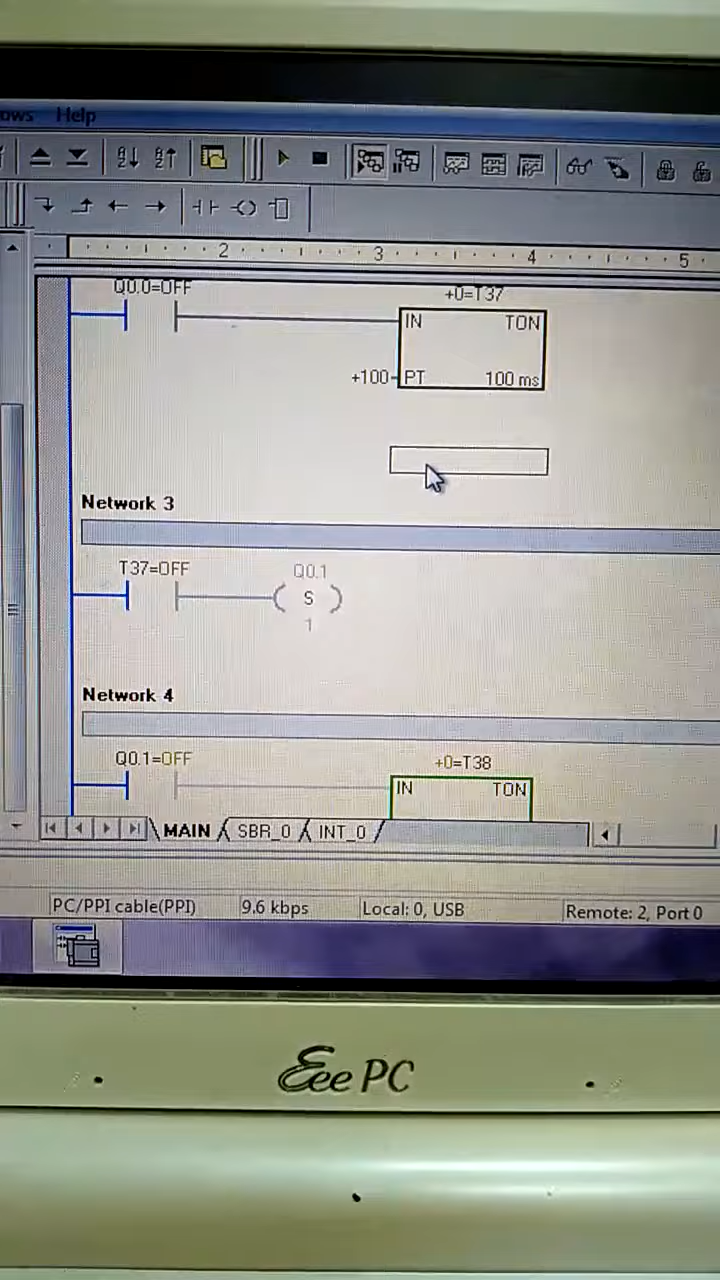 ows Help
2 3 4 5
Q0.0=OFF +0=T37
IN TON
+100 PT 100 ms
Network 3
T37=OFF Q0.1
S
1
Network 4
Q0.1=OFF +0=T38
IN TON
MAIN SBR_0 INT_0
PC/PPI cable(PPI) 9.6 kbps Local: 0, USB Remote: 2, Port 0
Eee PC